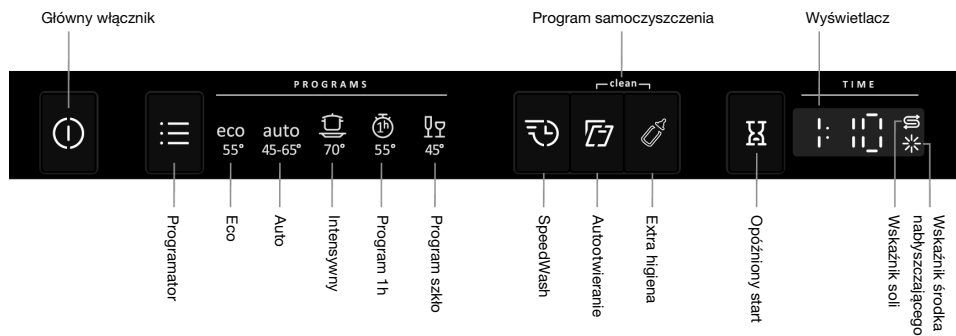 Główny włącznik
Program samoczyszczenia
Wyświetlacz
PROGRAMS
clean
TIME
eco
55°
auto
45-65°
70°
1h
55°
45°
1:10
Programator
Eco
Auto
Intensywny
Program 1h
Program szkło
SpeedWash
Autootwieranie
Extra higiena
Opóźniony start
Wskaźnik soli
Wskaźnik środka
nabłyszczającego